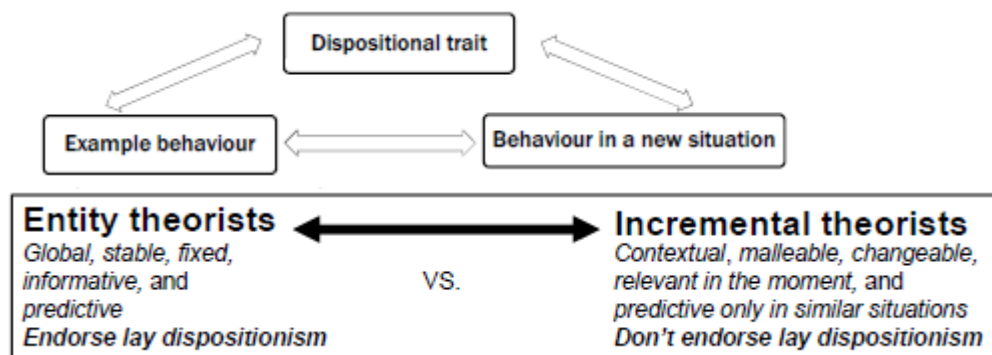 Dispositional trait
Example behaviour
Behaviour in a new situation
Entity theorists
Global, stable, fixed,
informative, and
predictive
Endorse lay dispositionism
VS.
Incremental theorists
Contextual, malleable, changeable,
relevant in the moment, and
predictive only in similar situations
Don't endorse lay dispositionism